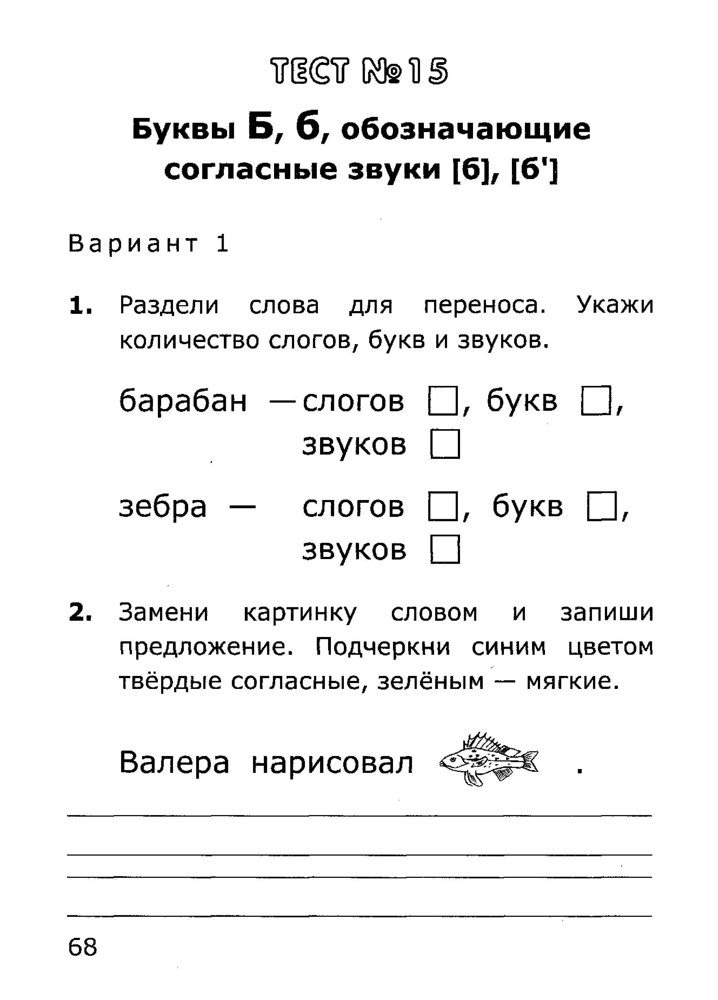 ТЕСТ №15
Буквы Б, б, обозначающие
согласные звуки [б], [б']
Вариант 1
1. Раздели слова для переноса. Укажи
количество слогов, букв и звуков.
барабан — слогов □, букв □,
звуков □
зебра — слогов □, букв □,
звуков □
2. Замени картинку словом и запиши
предложение. Подчеркни синим цветом
твёрдые согласные, зелёным — мягкие.
Валера нарисовал .
68